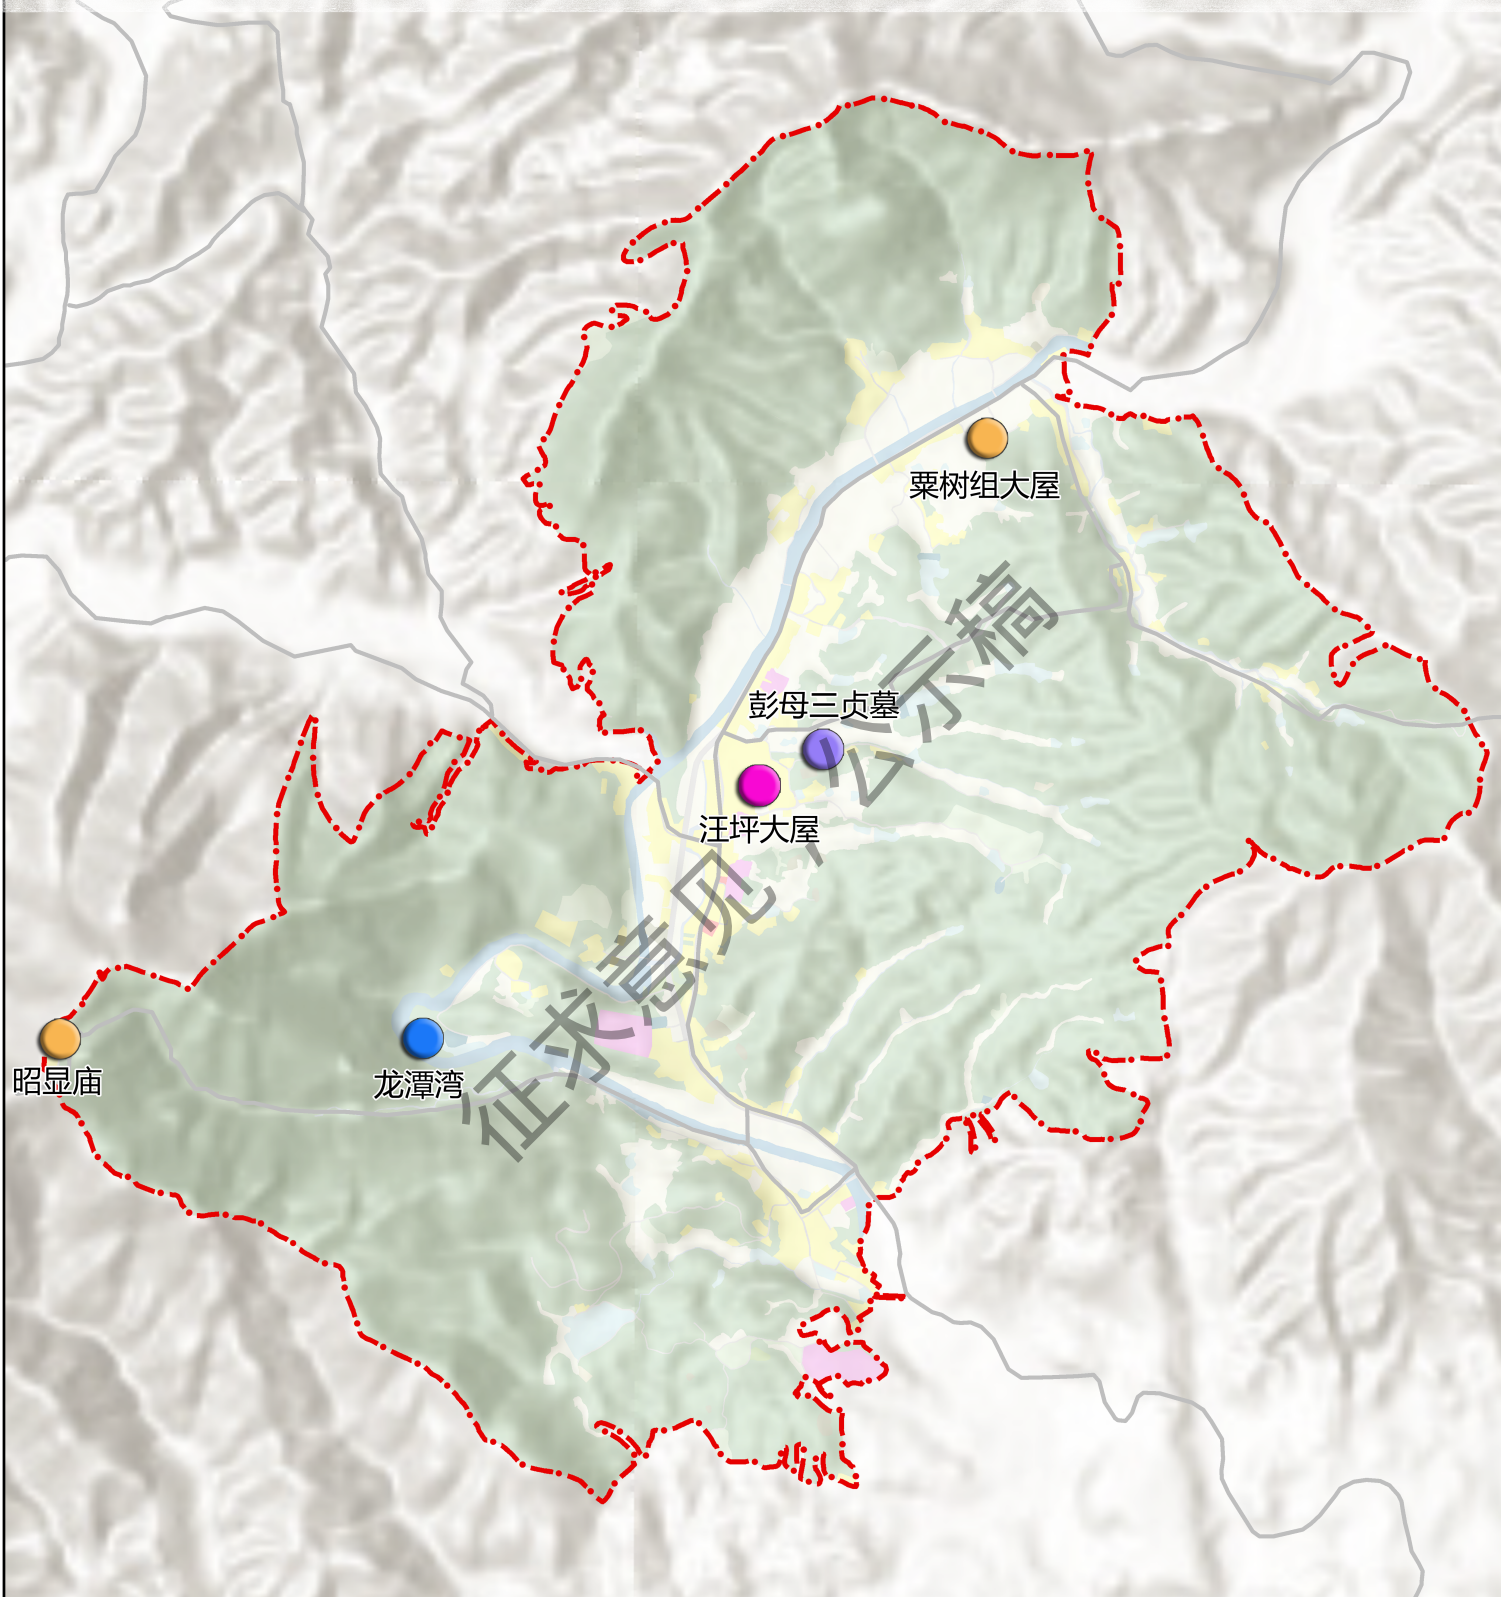 粟树组大屋
彭母三贞墓
汪坪大屋
昭显庙
龙潭湾
征求意见，公示稿